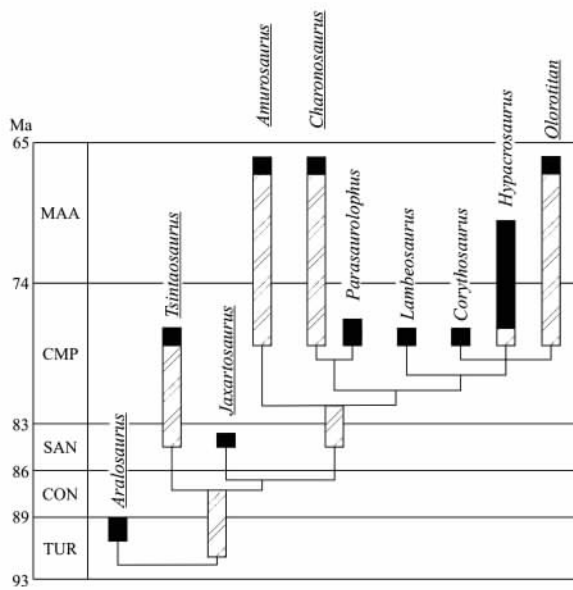 Amurosaurus
Charonosaurus
Hypacrosaurus
Olorotitan
Ma
65
Parasaurolophus
Lambeosaurus
Corythosaurus
MAA
Tsintaosaurus
74
Jaxartosaurus
CMP
83
Aralosaurus
SAN
86
CON
89
TUR
93